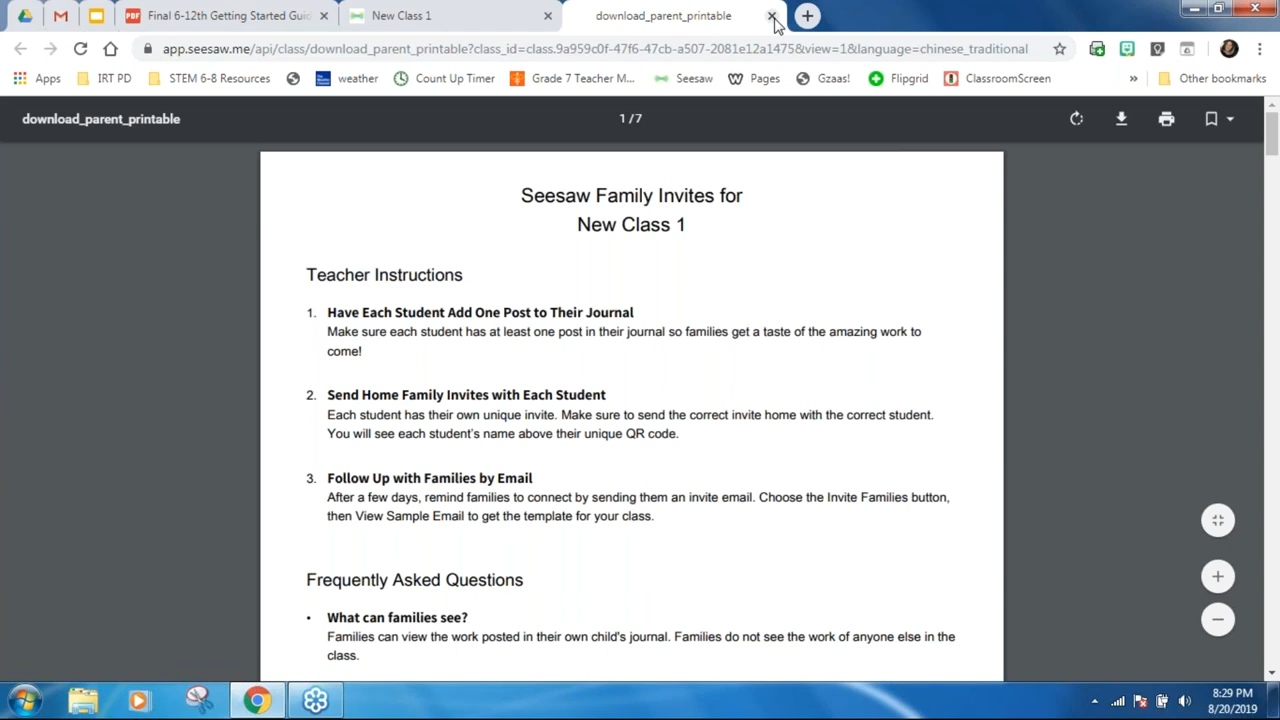 Final 6-12th Getting Started Guid
New Class 1
download_parent_printable
app.seesaw.me/api/class/download_parent_printable?class_id=class.9a959c0f-47f6-47cb-a507-2081e12a1475&view=1&language=chinese_traditional
Apps IRT PD STEM 6-8 Resources weather Count Up Timer Grade 7 Teacher M... Seesaw Pages Gzaas! Flipgrid ClassroomScreen » Other bookmarks
download_parent_printable 1 / 7
Seesaw Family Invites for
New Class 1
Teacher Instructions
1. Have Each Student Add One Post to Their Journal
Make sure each student has at least one post in their journal so families get a taste of the amazing work to
come!
2. Send Home Family Invites with Each Student
Each student has their own unique invite. Make sure to send the correct invite home with the correct student.
You will see each student's name above their unique QR code.
3. Follow Up with Families by Email
After a few days, remind families to connect by sending them an invite email. Choose the Invite Families button,
then View Sample Email to get the template for your class.
Frequently Asked Questions
• What can families see?
Families can view the work posted in their own child's journal. Families do not see the work of anyone else in the
class.
8:29 PM
8/20/2019